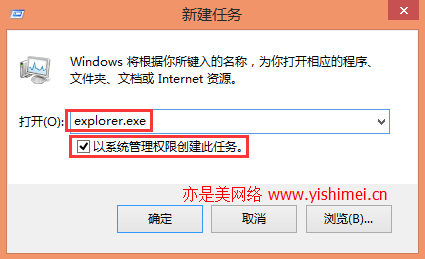 新建任务
Windows 将根据你所键入的名称，为你打开相应的程序、
文件夹、文档或 Internet 资源。
打开(O): explorer.exe
以系统管理权限创建此任务。
亦是美网络 www.yishimei.cn
确定 取消 浏览(B)...